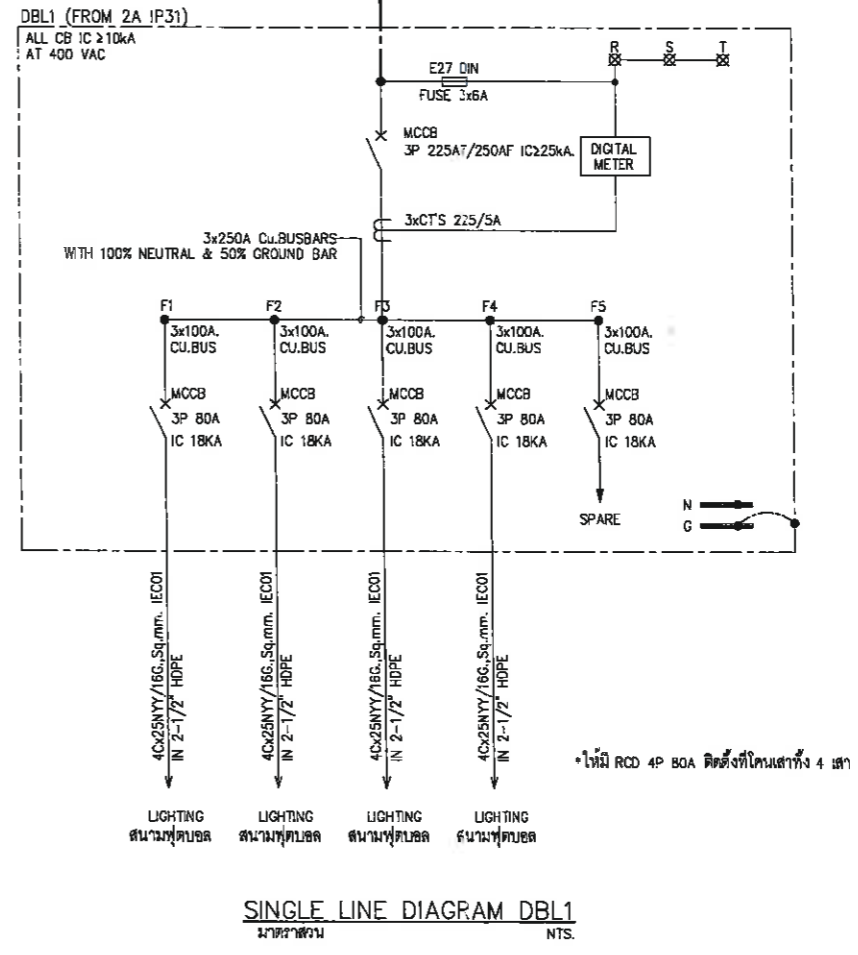 DBL1 (FROM 2A IP31)
ALL CB IC ≥10kA
AT 400 VAC
R S T
E27 DIN
FUSE 3x6A
MCCB
3P 225AT/250AF IC≥25kA.
DIGITAL
METER
3xCT'S 225/5A
3x250A Cu.BUSBARS
WITH 100% NEUTRAL & 50% GROUND BAR
F1 F2 F3 F4 F5
3x100A. 3x100A. 3x100A. 3x100A. 3x100A.
CU.BUS CU.BUS CU.BUS CU.BUS CU.BUS
MCCB MCCB MCCB MCCB MCCB
3P 80A 3P 80A 3P 80A 3P 80A 3P 80A
IC 18KA IC 18KA IC 18KA IC 18KA IC 18KA
SPARE
N
G
4Cx25NYY/16G.,Sq.mm. IEC01
IN 2-1/2" HDPE
4Cx25NYY/16G.,Sq.mm. IEC01
IN 2-1/2" HDPE
4Cx25NYY/16G.,Sq.mm. IEC01
IN 2-1/2" HDPE
4Cx25NYY/16G.,Sq.mm. IEC01
IN 2-1/2" HDPE
*ให้มี RCD 4P 80A ติดตั้งที่โคนเสาทั้ง 4 เสา
LIGHTING LIGHTING LIGHTING LIGHTING
สนามฟุตบอล สนามฟุตบอล สนามฟุตบอล สนามฟุตบอล
SINGLE LINE DIAGRAM DBL1
มาตราส่วน NTS.